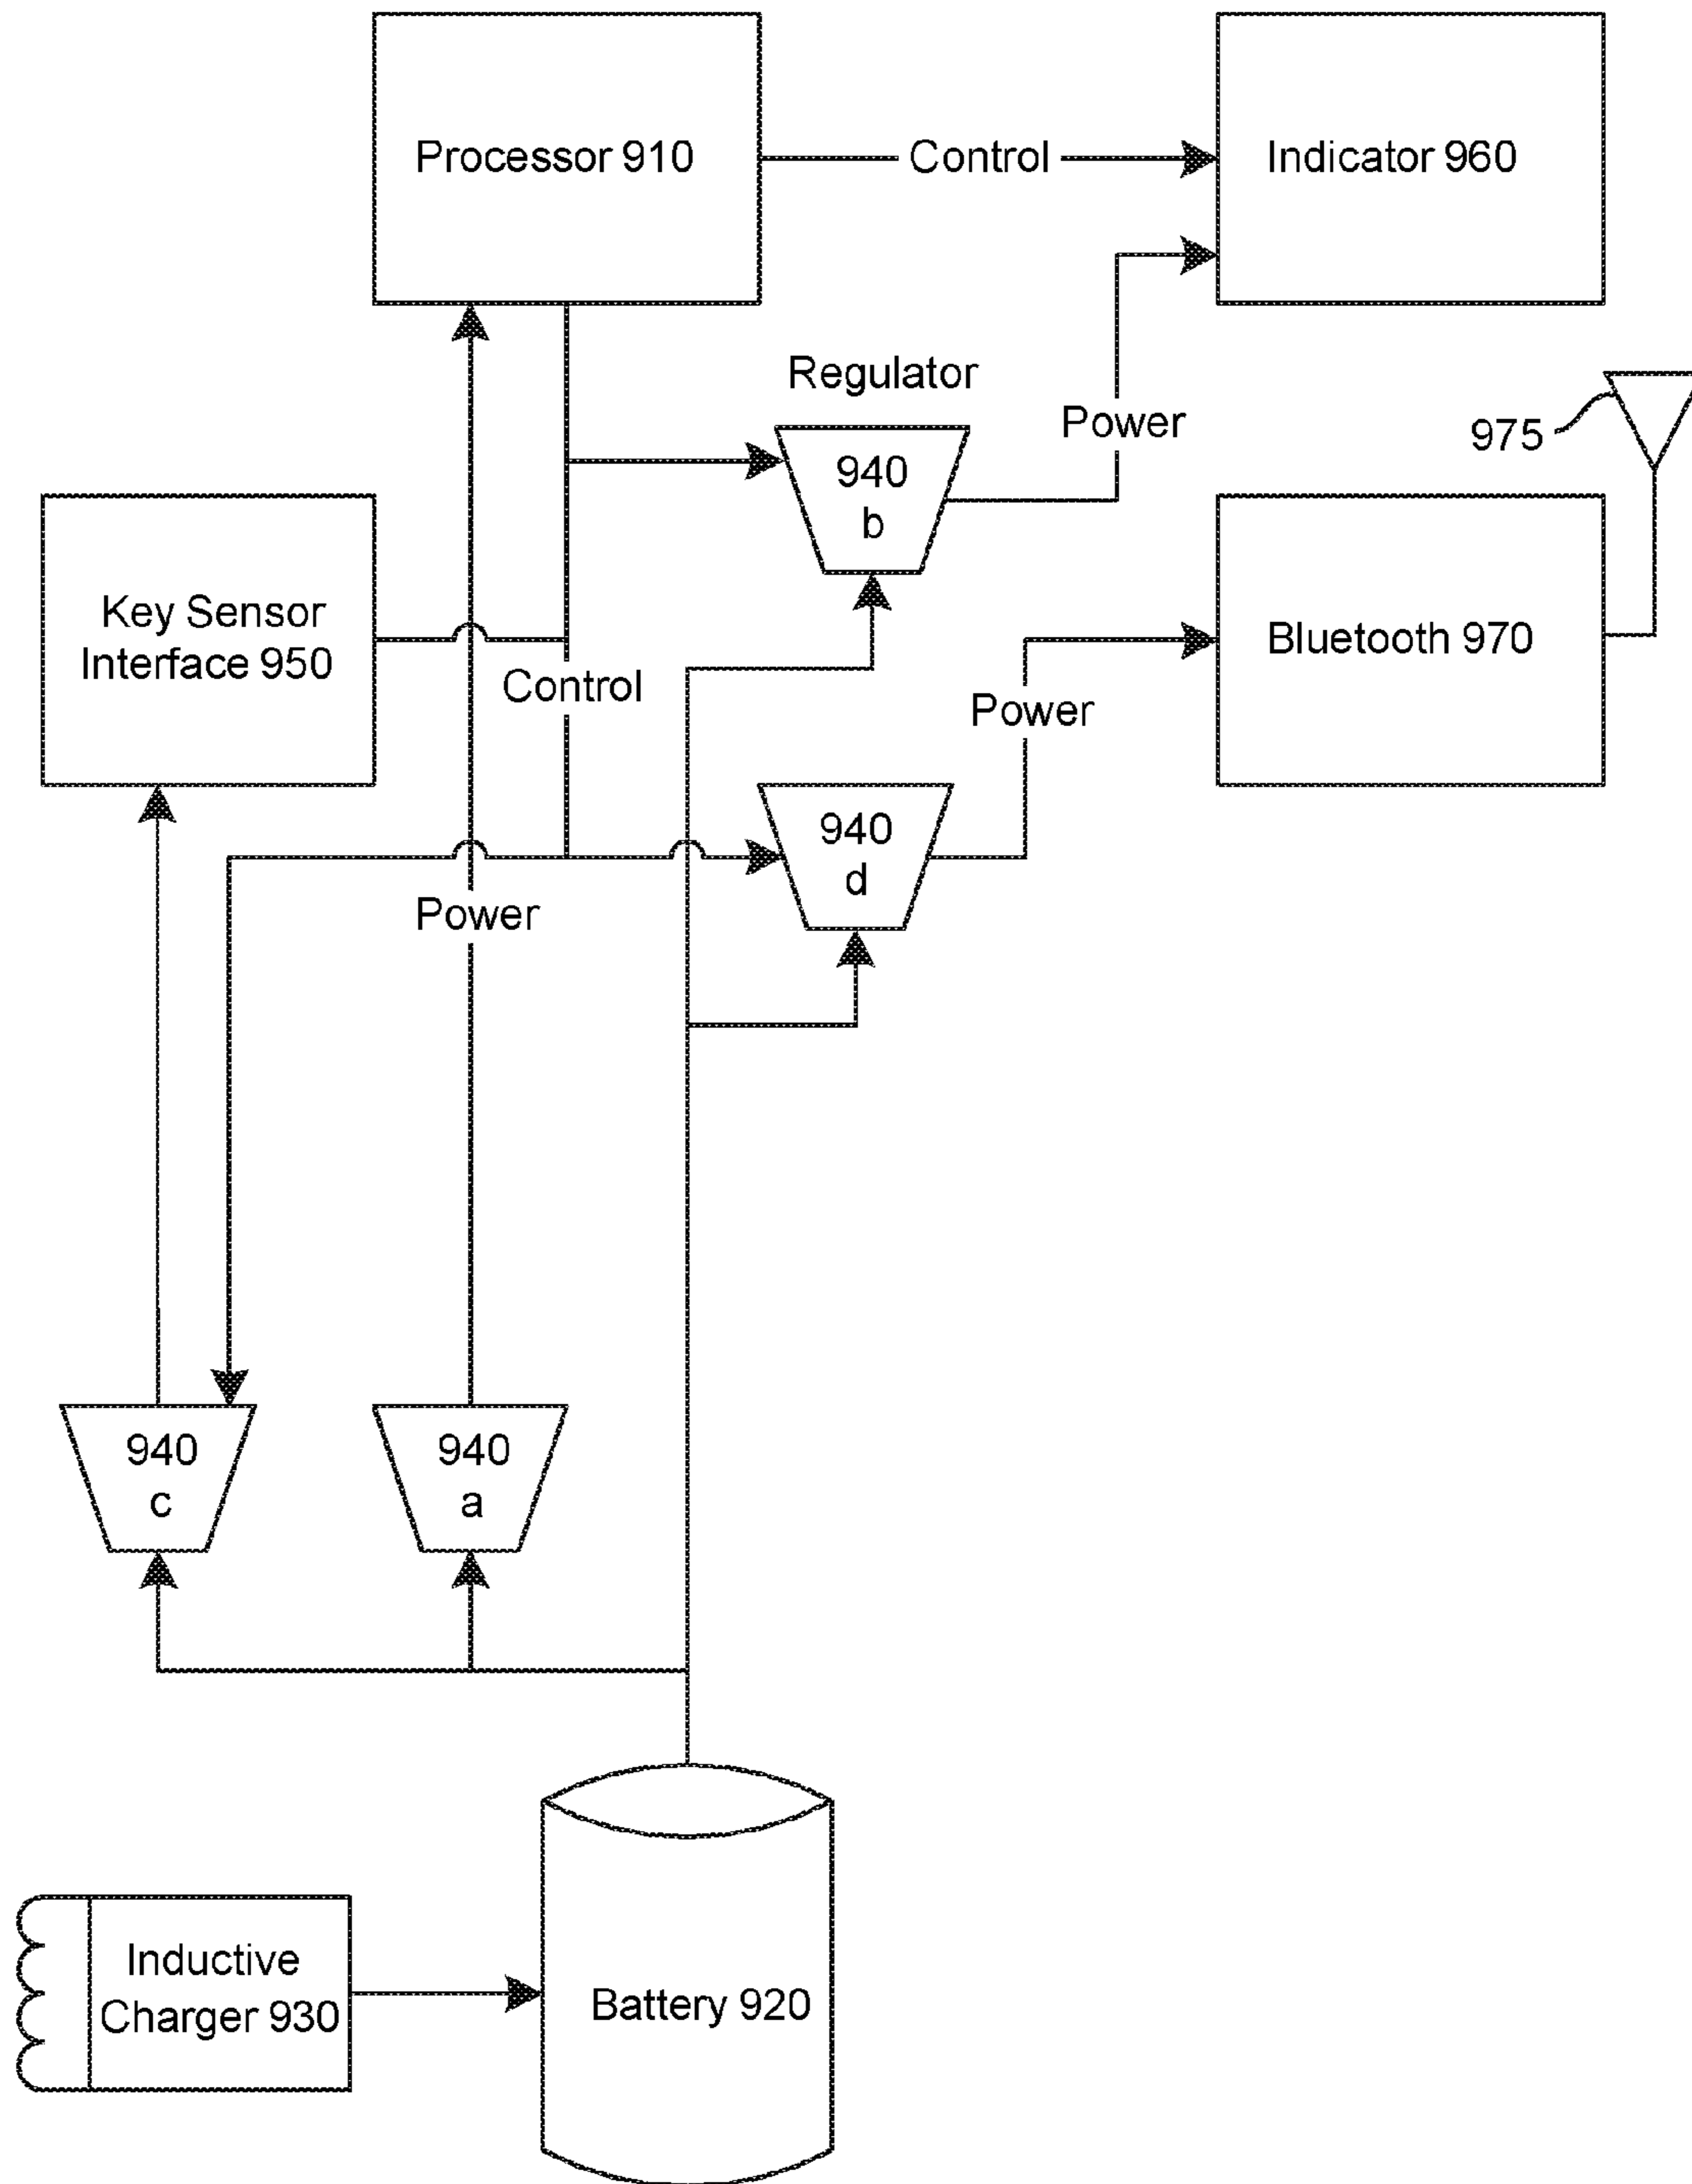 Processor 910
Control
Indicator 960
Regulator
Power
975
940
b
Key Sensor
Interface 950
Control
Power
Bluetooth 970
940
d
Power
940
c
940
a
Inductive
Charger 930
Battery 920